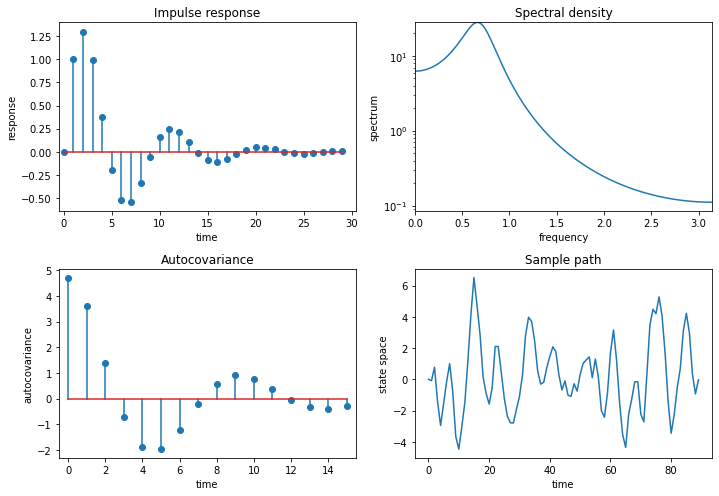 Impulse response
1.25
1.00
0.75
0.50
0.25
0.00
−0.25
−0.50
response
0 5 10 15 20 25 30
time
Spectral density
10¹
10⁰
10⁻¹
spectrum
0.0 0.5 1.0 1.5 2.0 2.5 3.0
frequency
Autocovariance
5
4
3
2
1
0
−1
−2
autocovariance
0 2 4 6 8 10 12 14
time
Sample path
6
4
2
0
−2
−4
state space
0 20 40 60 80
time